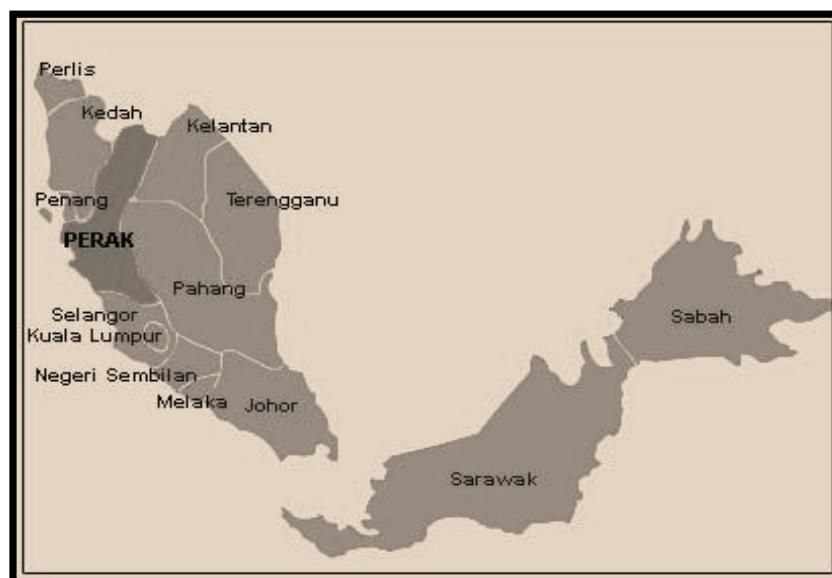 Perlis
Kedah
Kelantan
Penang
Terengganu
PERAK
Pahang
Selangor
Sabah
Kuala Lumpur
Negeri Sembilan
Melaka
Johor
Sarawak